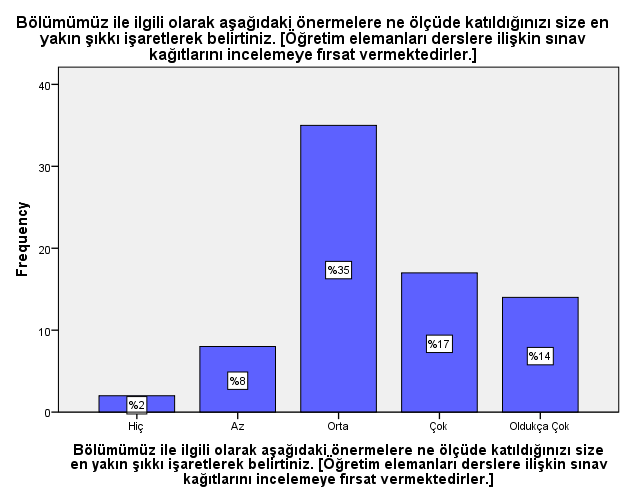 Bölümümüz ile ilgili olarak aşağıdaki önermelere ne ölçüde katıldığınızı size en
yakın şıkkı işaretlerek belirtiniz. [Öğretim elemanları derslere ilişkin sınav
kağıtlarını incelemeye fırsat vermektedirler.]
Frequency
40
30
20
10
0
%2
%8
%35
%17
%14
Hiç
Az
Orta
Çok
Oldukça Çok
Bölümümüz ile ilgili olarak aşağıdaki önermelere ne ölçüde katıldığınızı size
en yakın şıkkı işaretlerek belirtiniz. [Öğretim elemanları derslere ilişkin sınav
kağıtlarını incelemeye fırsat vermektedirler.]